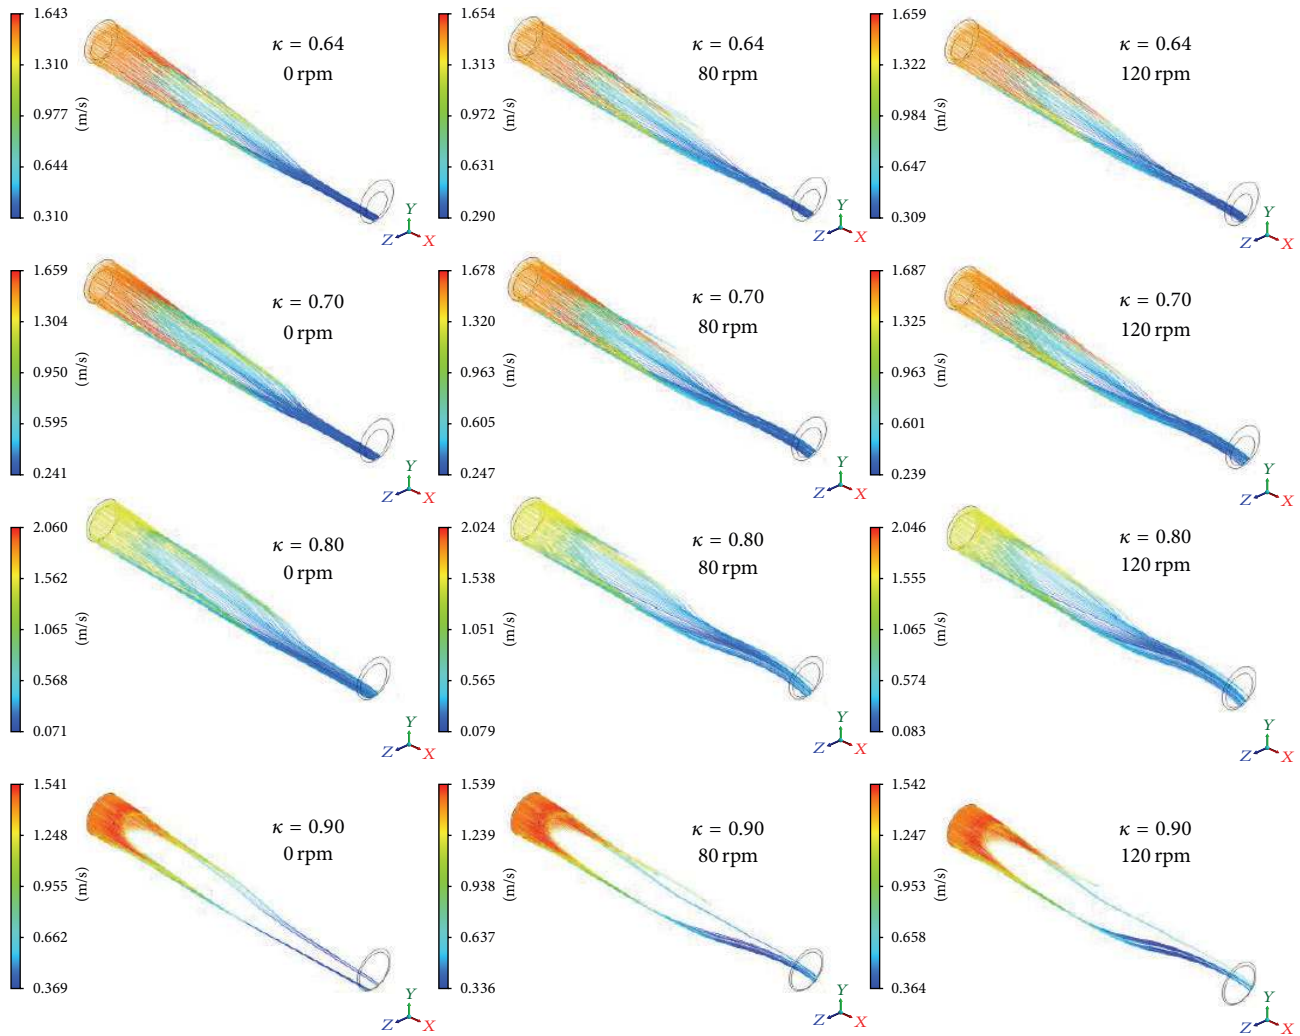 1.643
1.310
0.977
0.644
0.310
(m/s)
κ = 0.64
0 rpm
Y
Z
X
1.654
1.313
0.972
0.631
0.290
(m/s)
κ = 0.64
80 rpm
Y
Z
X
1.659
1.322
0.984
0.647
0.309
(m/s)
κ = 0.64
120 rpm
Y
Z
X
1.659
1.304
0.950
0.595
0.241
(m/s)
κ = 0.70
0 rpm
Y
Z
X
1.678
1.320
0.963
0.605
0.247
(m/s)
κ = 0.70
80 rpm
Y
Z
X
1.687
1.325
0.963
0.601
0.239
(m/s)
κ = 0.70
120 rpm
Y
Z
X
2.060
1.562
1.065
0.568
0.071
(m/s)
κ = 0.80
0 rpm
Y
Z
X
2.024
1.538
1.051
0.565
0.079
(m/s)
κ = 0.80
80 rpm
Y
Z
X
2.046
1.555
1.065
0.574
0.083
(m/s)
κ = 0.80
120 rpm
Y
Z
X
1.541
1.248
0.955
0.662
0.369
(m/s)
κ = 0.90
0 rpm
Y
Z
X
1.539
1.239
0.938
0.637
0.336
(m/s)
κ = 0.90
80 rpm
Y
Z
X
1.542
1.247
0.953
0.658
0.364
(m/s)
κ = 0.90
120 rpm
Y
Z
X